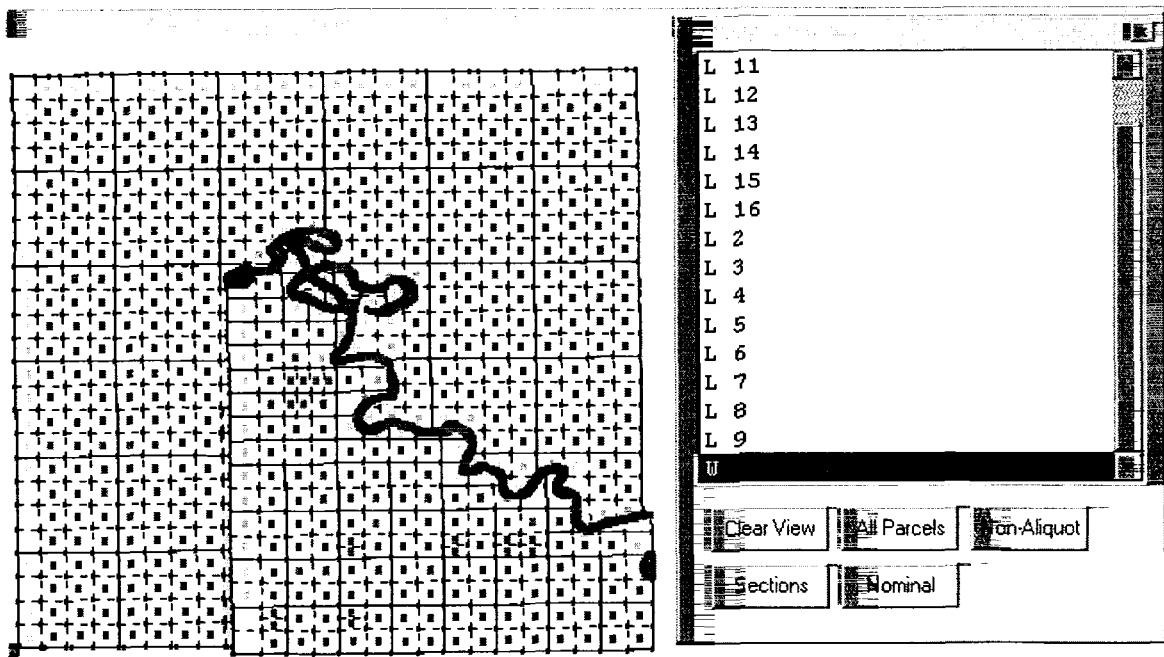 L 11
L 12
L 13
L 14
L 15
L 16
L 2
L 3
L 4
L 5
L 6
L 7
L 8
L 9
W
Clear View All Parcels Non-Aliquot
Sections Nominal